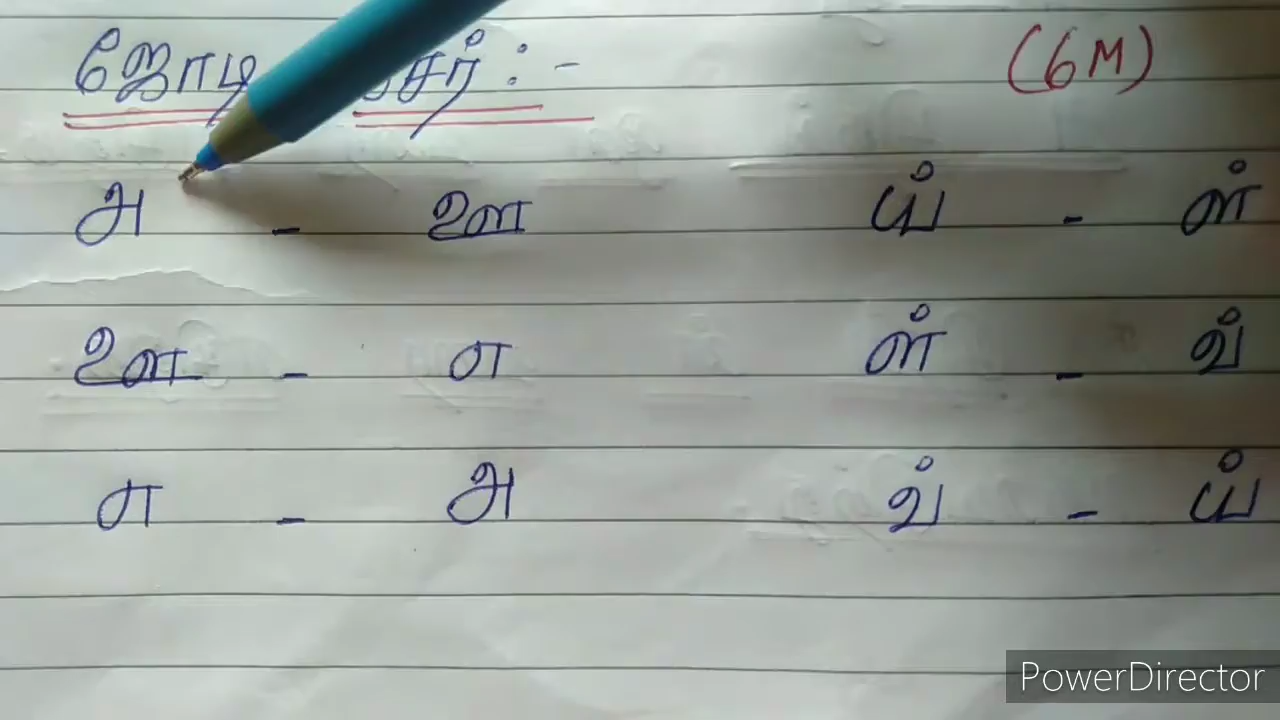 ஜோடி சேர் : - (6M)
அ - ஊ ய் - ள்
ஊ - எ ள் - வ்
எ - அ வ் - ய்
PowerDirector